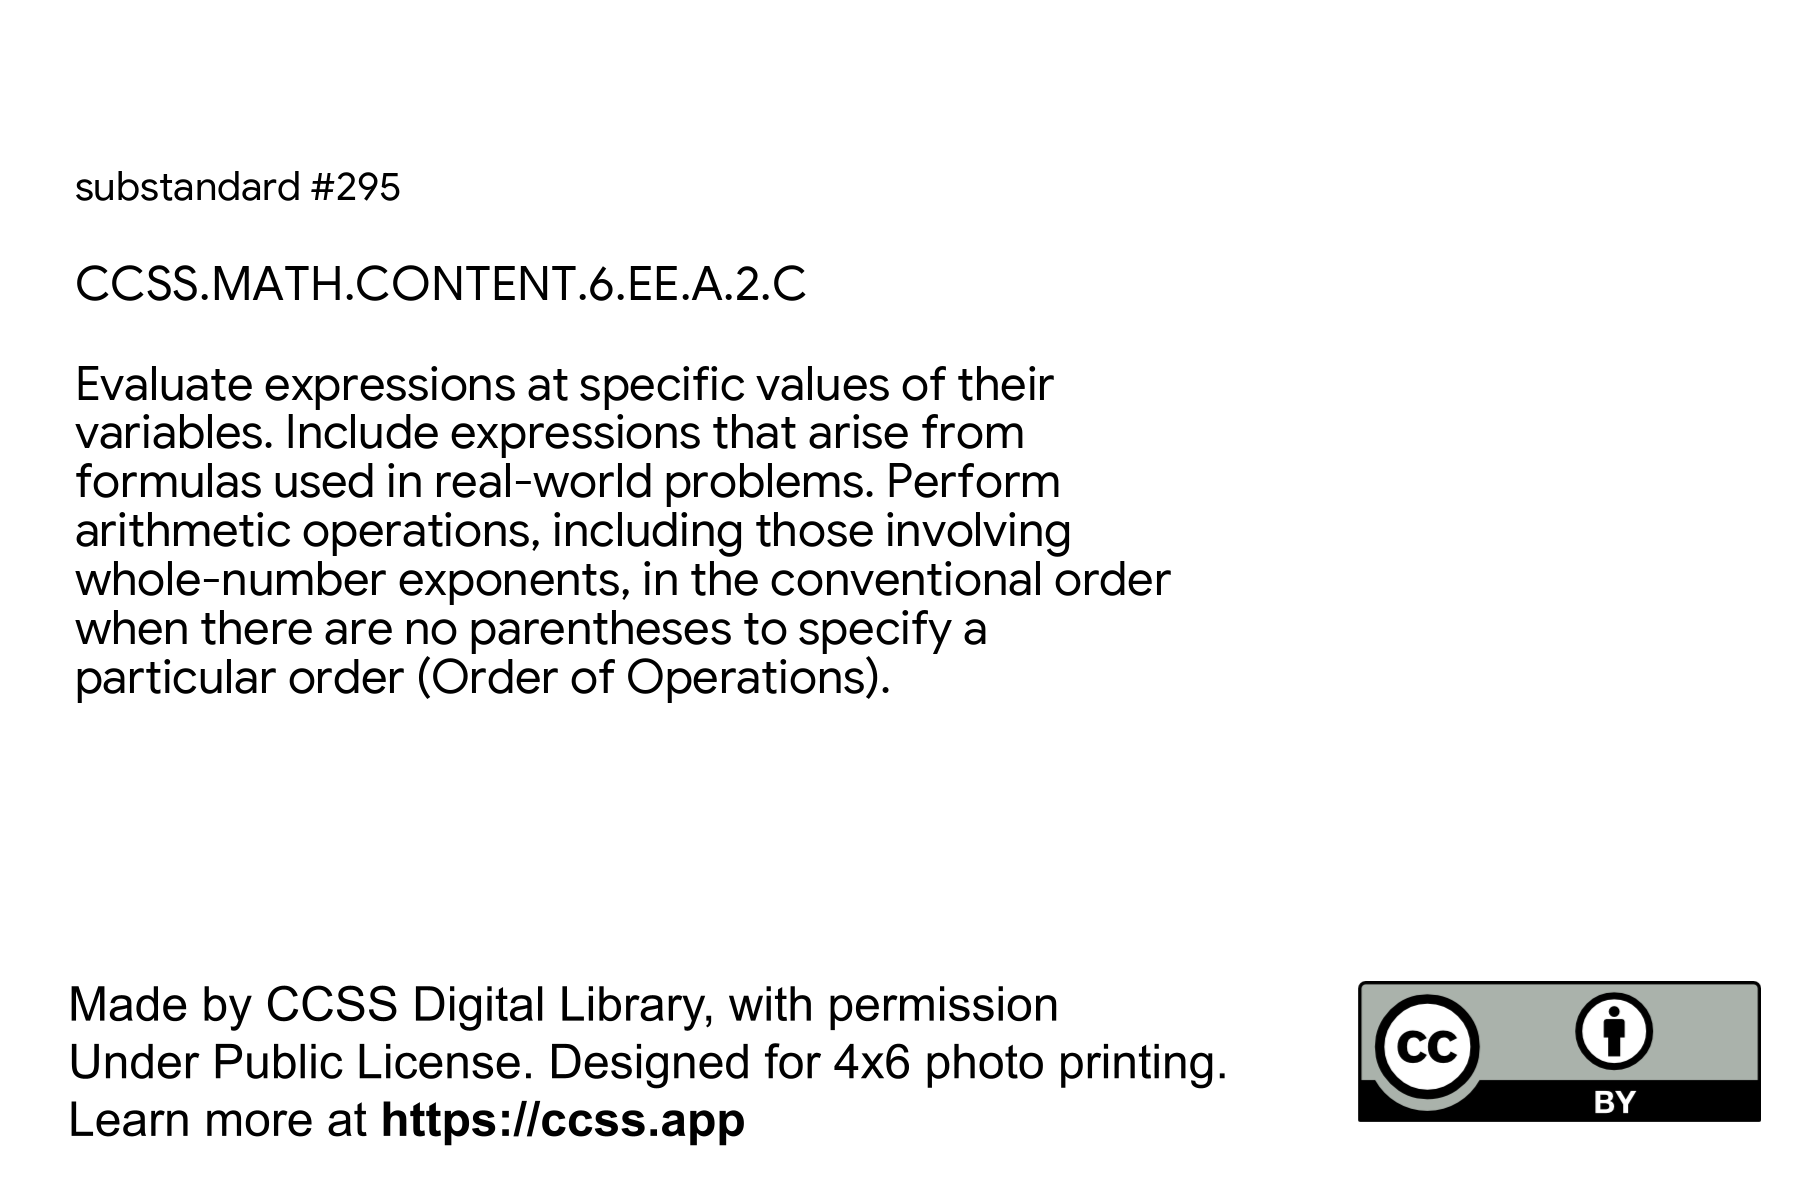 substandard #295
CCSS.MATH.CONTENT.6.EE.A.2.C
Evaluate expressions at specific values of their
variables. Include expressions that arise from
formulas used in real-world problems. Perform
arithmetic operations, including those involving
whole-number exponents, in the conventional order
when there are no parentheses to specify a
particular order (Order of Operations).
Made by CCSS Digital Library, with permission
Under Public License. Designed for 4x6 photo printing.
Learn more at https://ccss.app
cc
BY